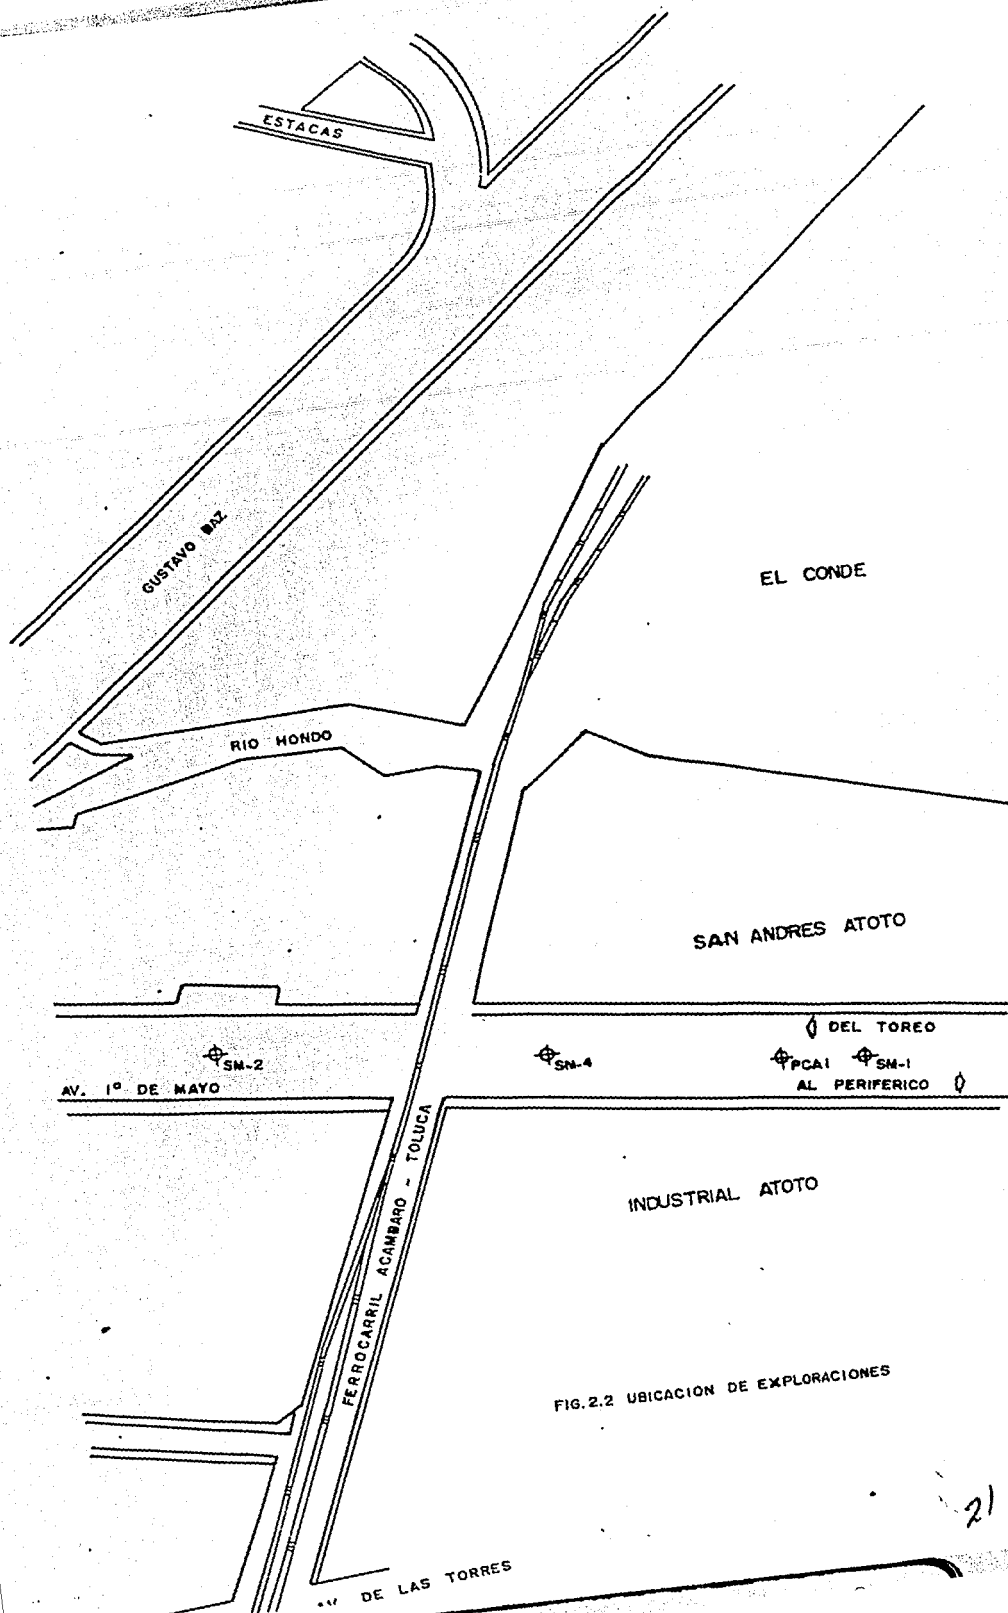 ESTACAS
GUSTAVO BAZ
EL CONDE
RIO HONDO
SAN ANDRES ATOTO
DEL TOREO
SM-2
SN-4
PCA1
SM-1
AV. 1º DE MAYO
AL PERIFERICO
FERROCARRIL ACAMBARO - TOLUCA
INDUSTRIAL ATOTO
FIG. 2.2 UBICACION DE EXPLORACIONES
21
DE LAS TORRES